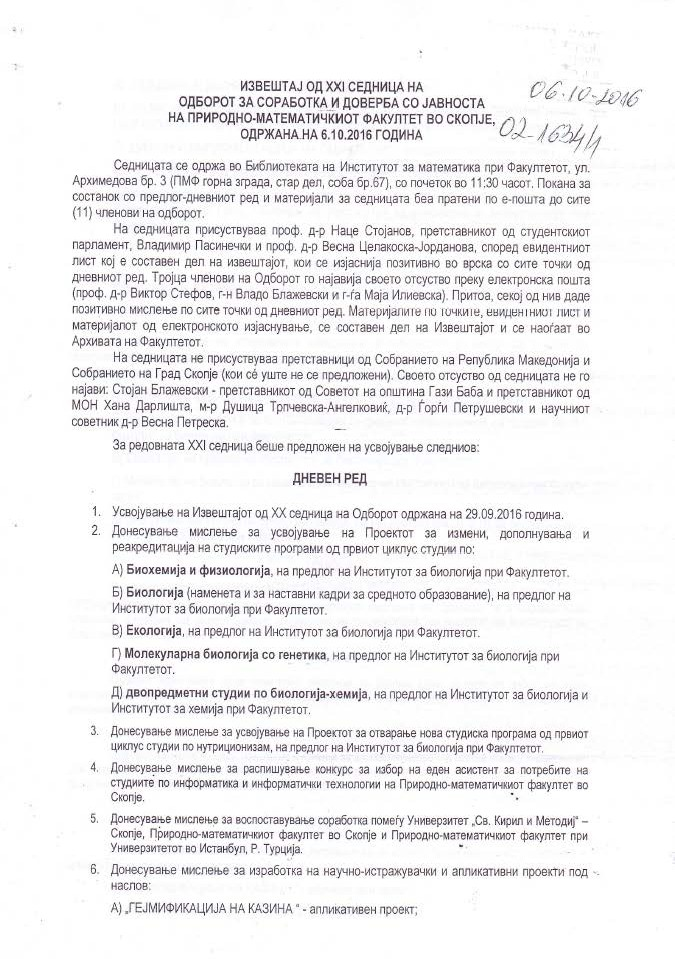 ИЗВЕШТАЈ ОД XXI СЕДНИЦА НА
ОДБОРОТ ЗА СОРАБОТКА И ДОВЕРБА СО ЈАВНОСТА
НА ПРИРОДНО-МАТЕМАТИЧКИОТ ФАКУЛТЕТ ВО СКОПЈЕ,
ОДРЖАНА НА 6.10.2016 ГОДИНА
06.10-2016
02-1634/1
Седницата се одржа во Библиотеката на Институтот за математика при Факултетот, ул.
Архимедова бр. 3 (ПМФ горна зграда, стар дел, соба бр.67), со почеток во 11:30 часот. Покана за
состанок со предлог-дневниот ред и материјали за седницата беа пратени по е-пошта до сите
(11) членови на одборот.
На седницата присуствуваа проф. д-р Наце Стојанов, претставникот од студентскиот
парламент, Владимир Пасинечки и проф. д-р Весна Целакоска-Јорданова, според евидентниот
лист кој е составен дел на извештајот, кои се изјаснија позитивно во врска со сите точки од
дневниот ред. Тројца членови на Одборот го најавија своето отсуство преку електронска пошта
(проф. д-р Виктор Стефов, г-н Владо Блажевски и г-ѓа Маја Илиевска). Притоа, секој од нив даде
позитивно мислење по сите точки од дневниот ред. Материјалите по точките, евидентниот лист и
материјалот од електронското изјаснување, се составен дел на Извештајот и се наоѓаат во
Архивата на Факултетот.
На седницата не присуствуваа претставници од Собранието на Република Македонија и
Собранието на Град Скопје (кои сѐ уште не се предложени). Своето отсуство од седницата не го
најави: Стојан Блажевски - претставникот од Советот на општина Гази Баба и претставникот од
МОН Хана Дарлишта, м-р Душица Трпчевска-Ангелковиќ, д-р Ѓорѓи Петрушевски и научниот
советник д-р Весна Петреска.
За редовната XXI седница беше предложен на усвојување следниов:
ДНЕВЕН РЕД
1. Усвојување на Извештајот од XX седница на Одборот одржана на 29.09.2016 година.
2. Донесување мислење за усвојување на Проектот за измени, дополнувања и
реакредитација на студиските програми од првиот циклус студии по:
А) Биохемија и физиологија, на предлог на Институтот за биологија при Факултетот.
Б) Биологија (наменета и за наставни кадри за средното образование), на предлог на
Институтот за биологија при Факултетот.
В) Екологија, на предлог на Институтот за биологија при Факултетот.
Г) Молекуларна биологија со генетика, на предлог на Институтот за биологија при
Факултетот.
Д) двопредметни студии по биологија-хемија, на предлог на Институтот за биологија и
Институтот за хемија при Факултетот.
3. Донесување мислење за усвојување на Проектот за отварање нова студиска програма од првиот
циклус студии по нутриционизам, на предлог на Институтот за биологија при Факултетот.
4. Донесување мислење за распишување конкурс за избор на еден асистент за потребите на
студиите по информатика и информатички технологии на Природно-математичкиот факултет во
Скопје.
5. Донесување мислење за воспоставување соработка помеѓу Универзитет „Св. Кирил и Методиј“ –
Скопје, Природно-математичкиот факултет во Скопје и Природно-математичкиот факултет при
Универзитетот во Истанбул, Р. Турција.
6. Донесување мислење за изработка на научно-истражувачки и апликативни проекти под
наслов:
А) „ГЕЈМИФИКАЦИЈА НА КАЗИНА “ - апликативен проект;